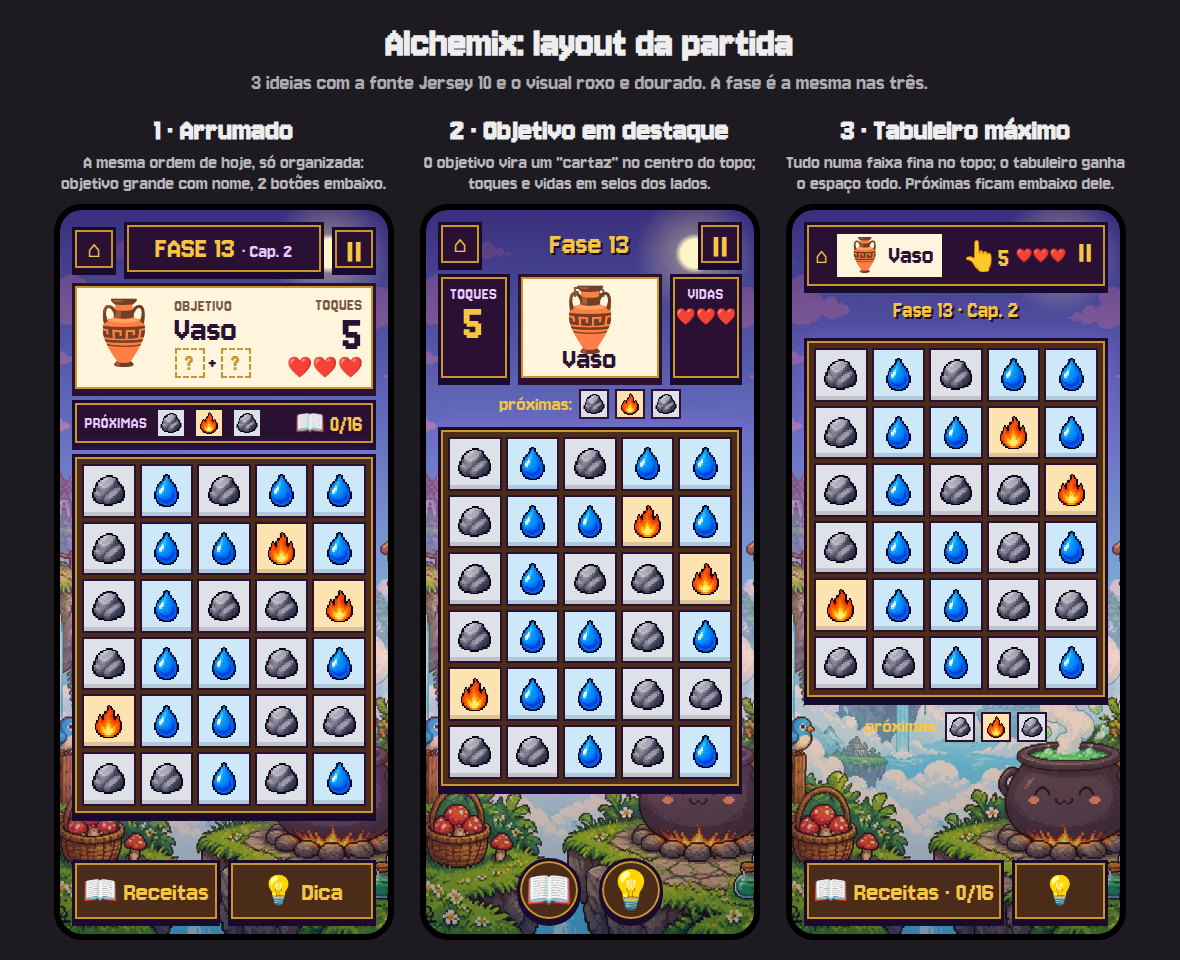 Alchemix: layout da partida
3 ideias com a fonte Jersey 10 e o visual roxo e dourado. A fase é a mesma nas três.
1 · Arrumado
A mesma ordem de hoje, só organizada:
objetivo grande com nome, 2 botões embaixo.
FASE 13 · Cap. 2
OBJETIVO
Vaso
? + ?
TOQUES
5
PRÓXIMAS
0/16
Receitas
Dica
2 · Objetivo em destaque
O objetivo vira um "cartaz" no centro do topo;
toques e vidas em selos dos lados.
Fase 13
TOQUES
5
Vaso
VIDAS
próximas:
3 · Tabuleiro máximo
Tudo numa faixa fina no topo; o tabuleiro ganha
o espaço todo. Próximas ficam embaixo dele.
Vaso
5
Fase 13 · Cap. 2
próximas:
Receitas · 0/16